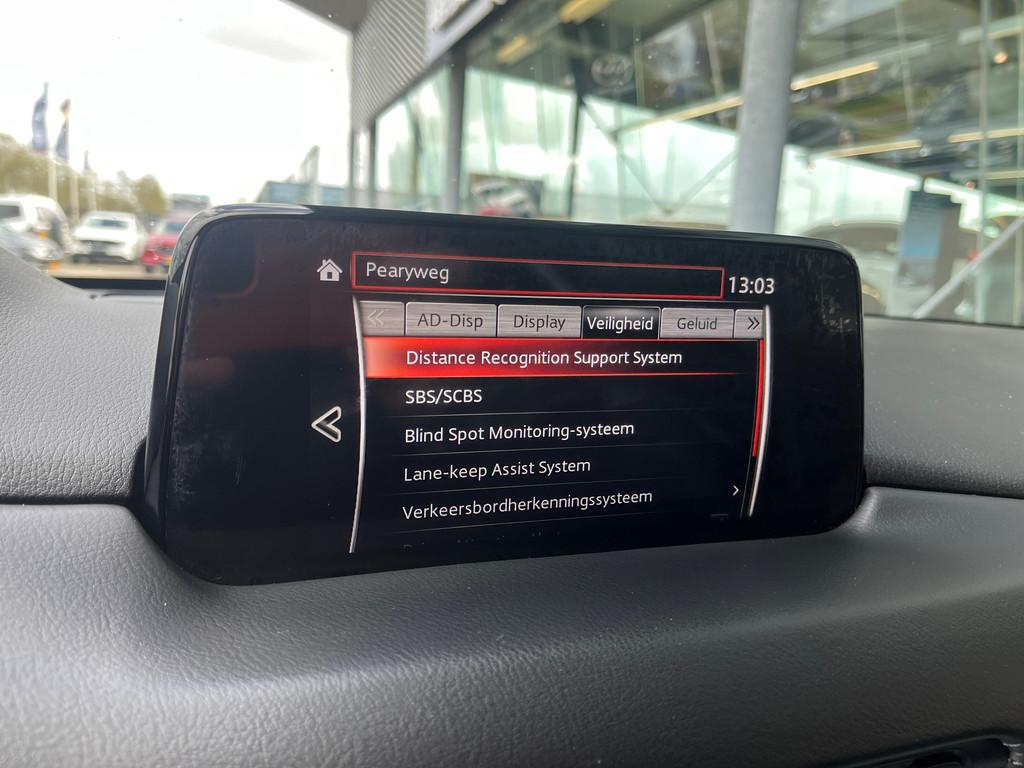 Pearyweg
13:03
AD-Disp Display Veiligheid Geluid
Distance Recognition Support System
SBS/SCBS
Blind Spot Monitoring-systeem
Lane-keep Assist System
Verkeersbordherkenningssysteem